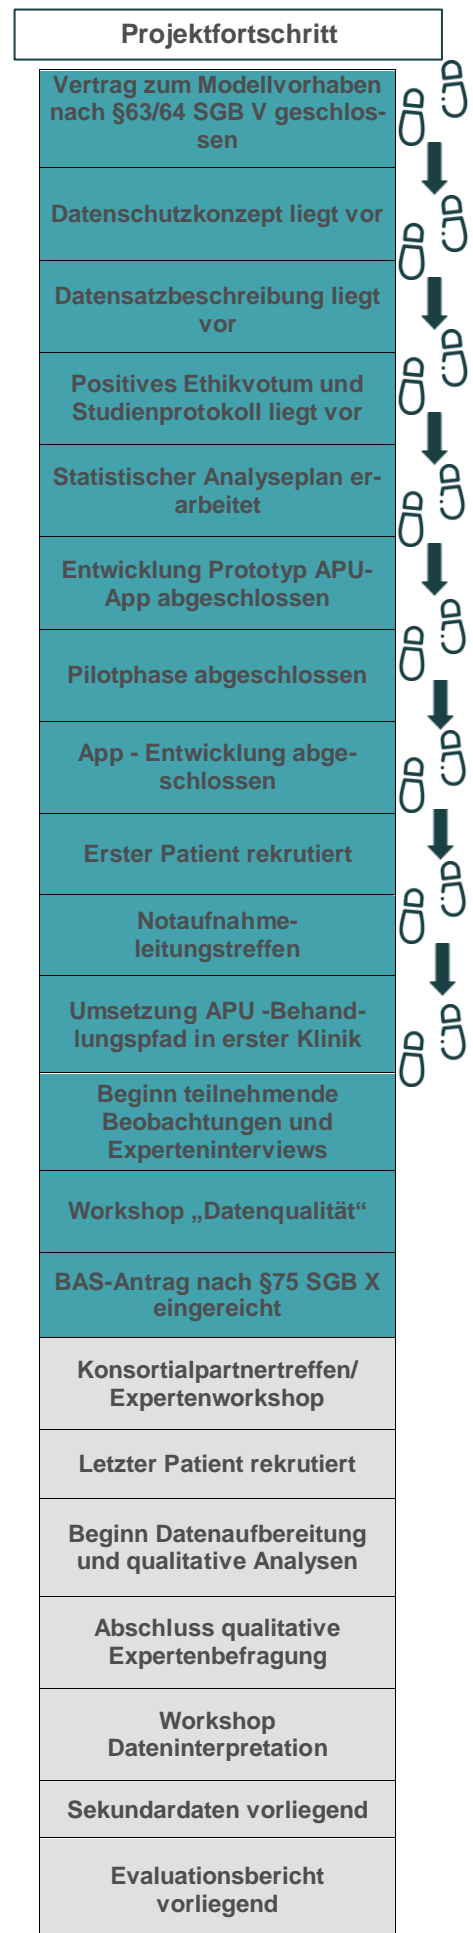 Projektfortschritt
Vertrag zum Modellvorhaben
nach §63/64 SGB V geschlos-
sen
Datenschutzkonzept liegt vor
Datensatzbeschreibung liegt
vor
Positives Ethikvotum und
Studienprotokoll liegt vor
Statistischer Analyseplan er-
arbeitet
Entwicklung Prototyp APU-
App abgeschlossen
Pilotphase abgeschlossen
App - Entwicklung abge-
schlossen
Erster Patient rekrutiert
Notaufnahme-
leitungstreffen
Umsetzung APU -Behand-
lungspfad in erster Klinik
Beginn teilnehmende
Beobachtungen und
Experteninterviews
Workshop „Datenqualität“
BAS-Antrag nach §75 SGB X
eingereicht
Konsortialpartnertreffen/
Expertenworkshop
Letzter Patient rekrutiert
Beginn Datenaufbereitung
und qualitative Analysen
Abschluss qualitative
Expertenbefragung
Workshop
Dateninterpretation
Sekundardaten vorliegend
Evaluationsbericht
vorliegend